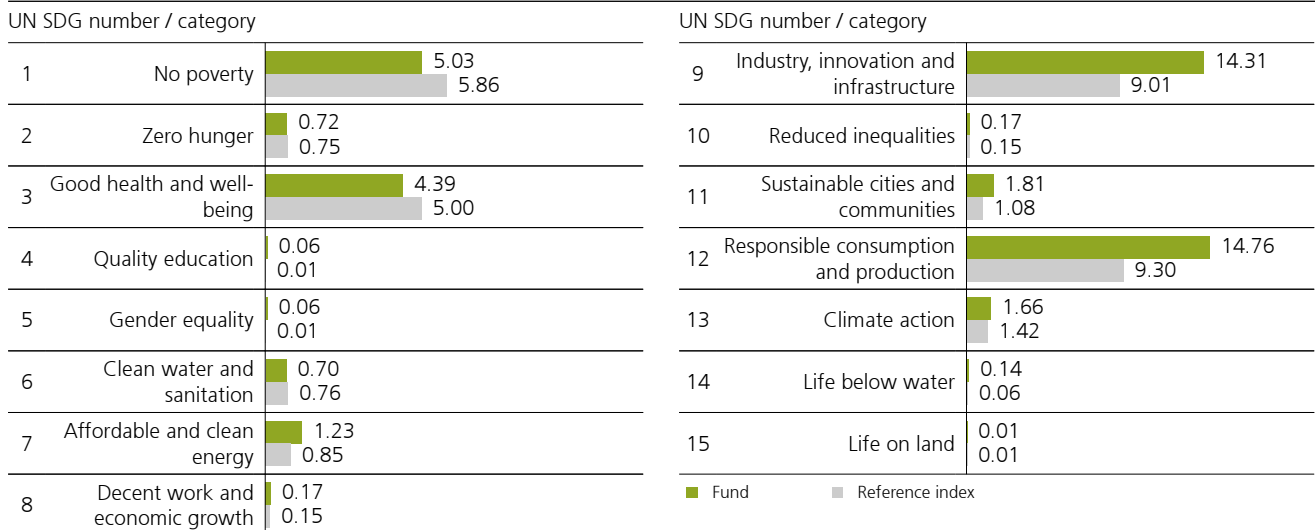 UN SDG number / category
1
No poverty
5.03
5.86
2
Zero hunger
0.72
0.75
3
Good health and well-
being
4.39
5.00
4
Quality education
0.06
0.01
5
Gender equality
0.06
0.01
6
Clean water and
sanitation
0.70
0.76
7
Affordable and clean
energy
1.23
0.85
8
Decent work and
economic growth
0.17
0.15
UN SDG number / category
9
Industry, innovation and
infrastructure
14.31
9.01
10
Reduced inequalities
0.17
0.15
11
Sustainable cities and
communities
1.81
1.08
12
Responsible consumption
and production
14.76
9.30
13
Climate action
1.66
1.42
14
Life below water
0.14
0.06
15
Life on land
0.01
0.01
Fund
Reference index